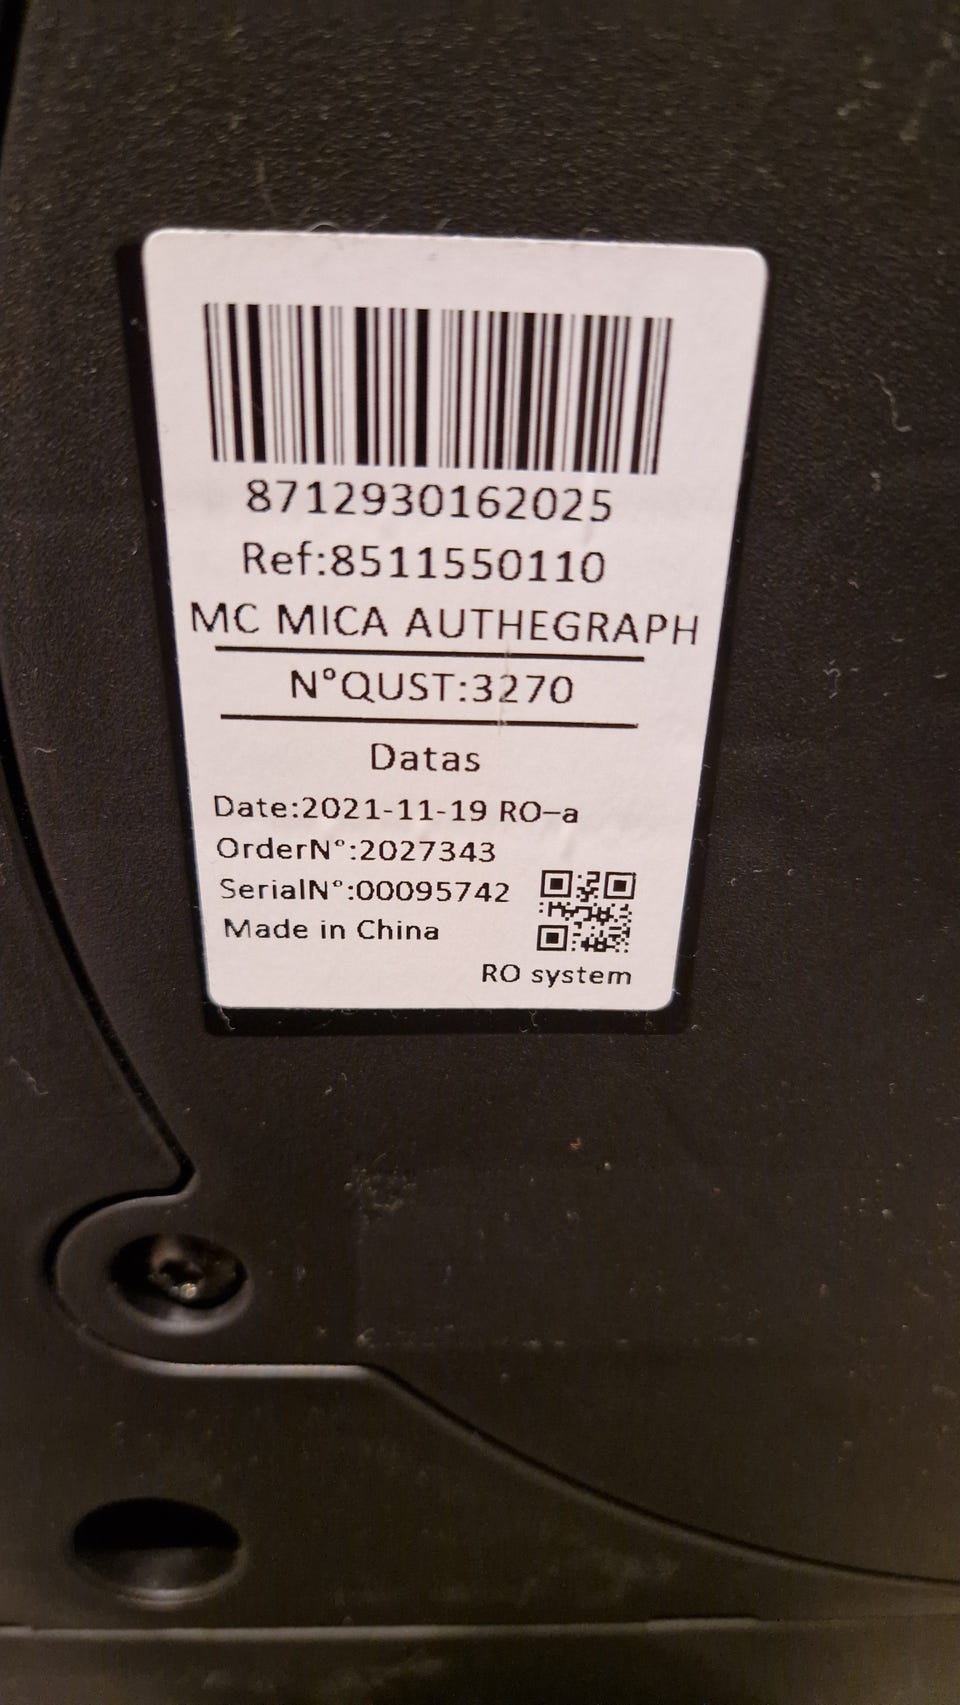 8712930162025
Ref:8511550110
MC MICA AUTHEGRAPH
N°QUST:3270
Datas
Date:2021-11-19 RO-a
OrderN°:2027343
SerialN°:00095742
Made in China
RO system